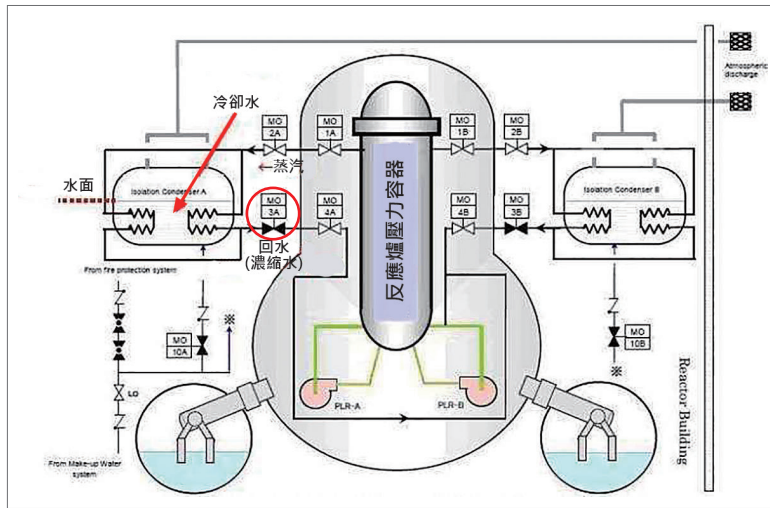 Atmospheric
discharge
冷卻水
MO
2A
MO
1A
MO
1B
MO
2B
←蒸汽
水面
Isolation Condenser A
反應爐壓力容器
Isolation Condenser B
MO
3A
MO
4A
MO
4B
MO
3B
回水
(濃縮水)
From fire protection system
※
MO
10A
MO
10B
※
LO
PLR-A
PLR-B
Reactor Building
From Make-up Water
system